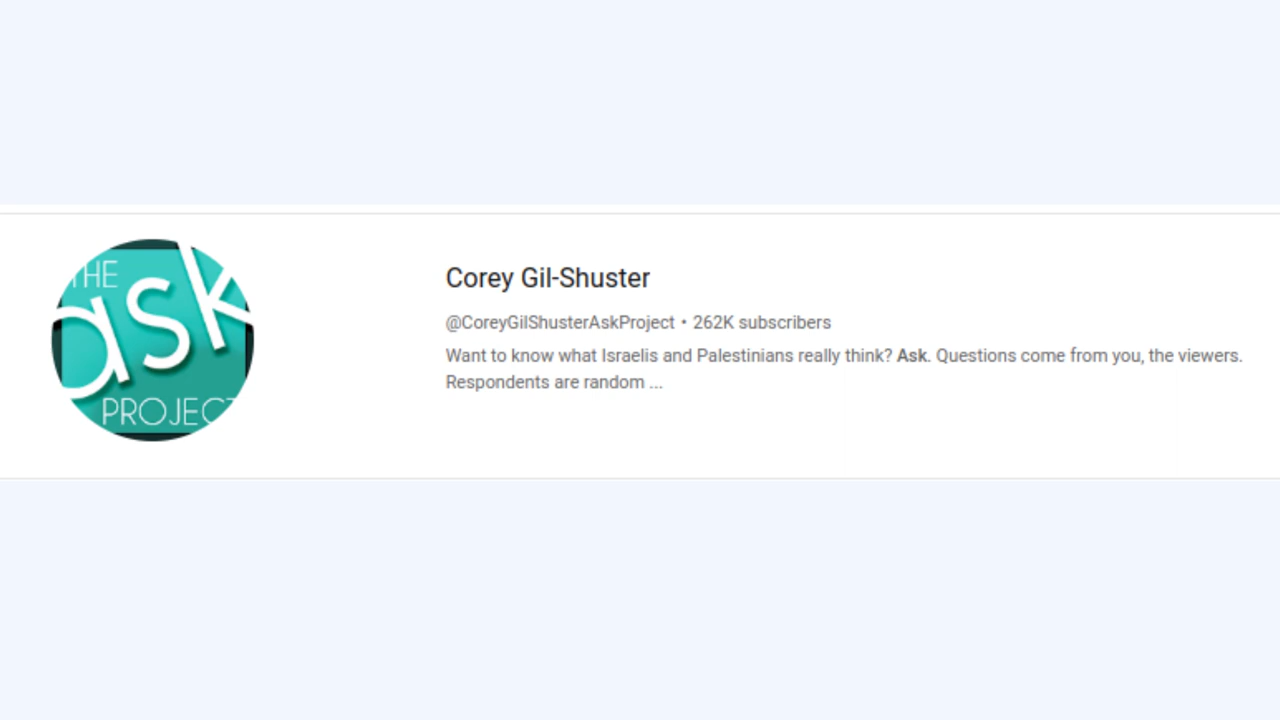 THE
ask
PROJECT
Corey Gil-Shuster
@CoreyGilShusterAskProject • 262K subscribers
Want to know what Israelis and Palestinians really think? Ask. Questions come from you, the viewers.
Respondents are random ...